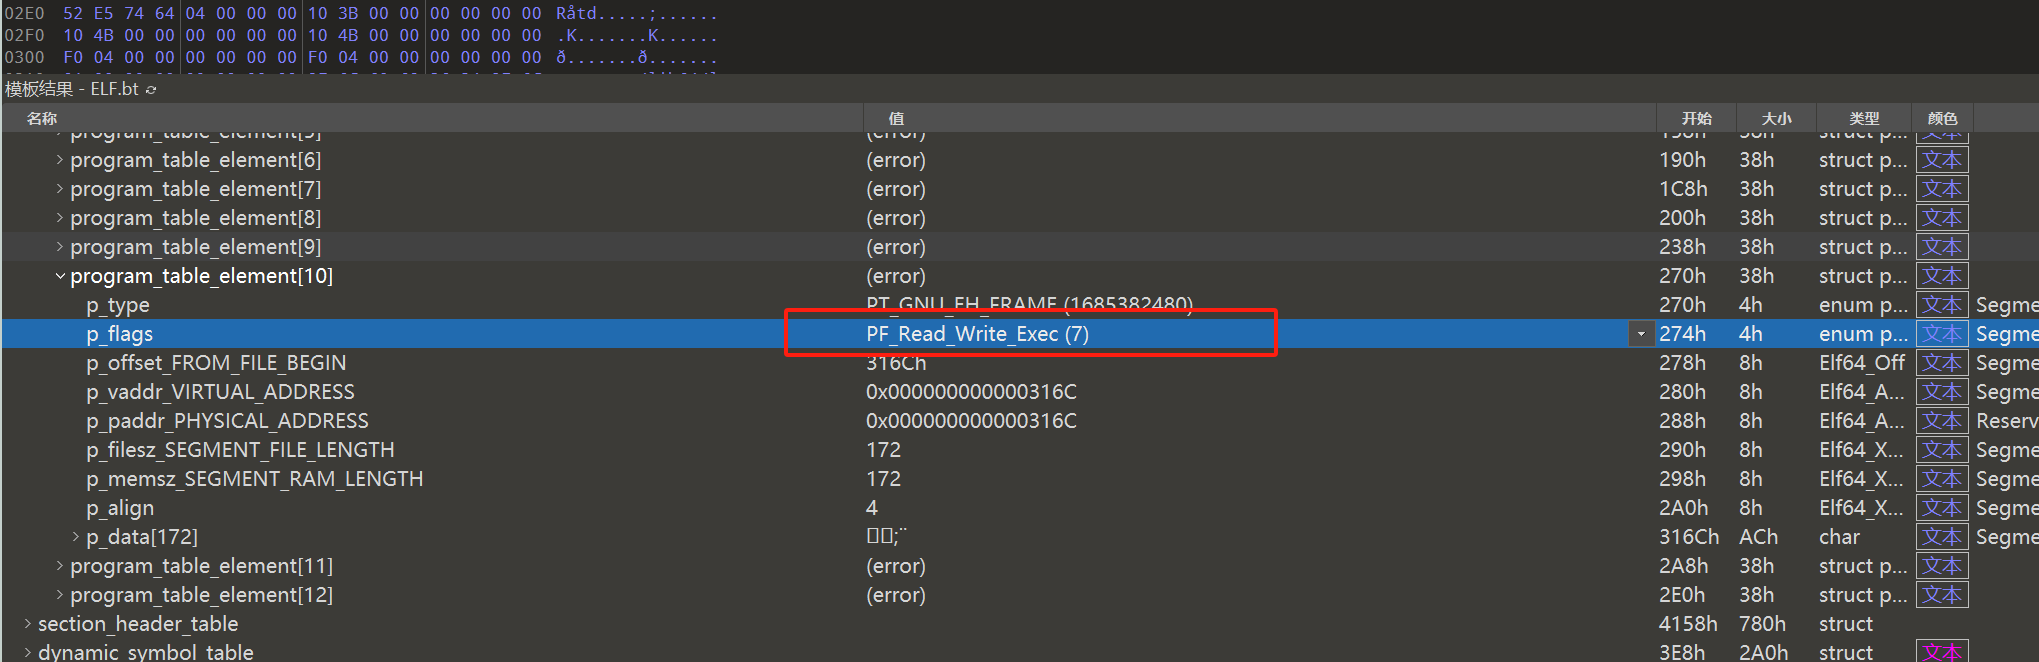 02E0 52 E5 74 64 04 00 00 00 10 3B 00 00 00 00 00 00 Råtd.....;......
02F0 10 4B 00 00 00 00 00 00 10 4B 00 00 00 00 00 00 .K.......K......
0300 F0 04 00 00 00 00 00 00 F0 04 00 00 00 00 00 00 ð.......ð.......
模板结果 - ELF.bt
名称 值 开始 大小 类型 颜色
program_table_element[5] (error) 158h 38h struct p... 文本
program_table_element[6] (error) 190h 38h struct p... 文本
program_table_element[7] (error) 1C8h 38h struct p... 文本
program_table_element[8] (error) 200h 38h struct p... 文本
program_table_element[9] (error) 238h 38h struct p... 文本
program_table_element[10] (error) 270h 38h struct p... 文本
p_type PT_GNU_EH_FRAME (1685382480) 270h 4h enum p... 文本 Segme
p_flags PF_Read_Write_Exec (7) 274h 4h enum p... 文本 Segme
p_offset_FROM_FILE_BEGIN 316Ch 278h 8h Elf64_Off 文本 Segme
p_vaddr_VIRTUAL_ADDRESS 0x000000000000316C 280h 8h Elf64_A... 文本 Segme
p_paddr_PHYSICAL_ADDRESS 0x000000000000316C 288h 8h Elf64_A... 文本 Reserv
p_filesz_SEGMENT_FILE_LENGTH 172 290h 8h Elf64_X... 文本 Segme
p_memsz_SEGMENT_RAM_LENGTH 172 298h 8h Elf64_X... 文本 Segme
p_align 4 2A0h 8h Elf64_X... 文本 Segme
p_data[172] ;¨ 316Ch ACh char 文本 Segme
program_table_element[11] (error) 2A8h 38h struct p... 文本
program_table_element[12] (error) 2E0h 38h struct p... 文本
section_header_table 4158h 780h struct
dynamic_symbol_table 3E8h 2A0h struct 文本